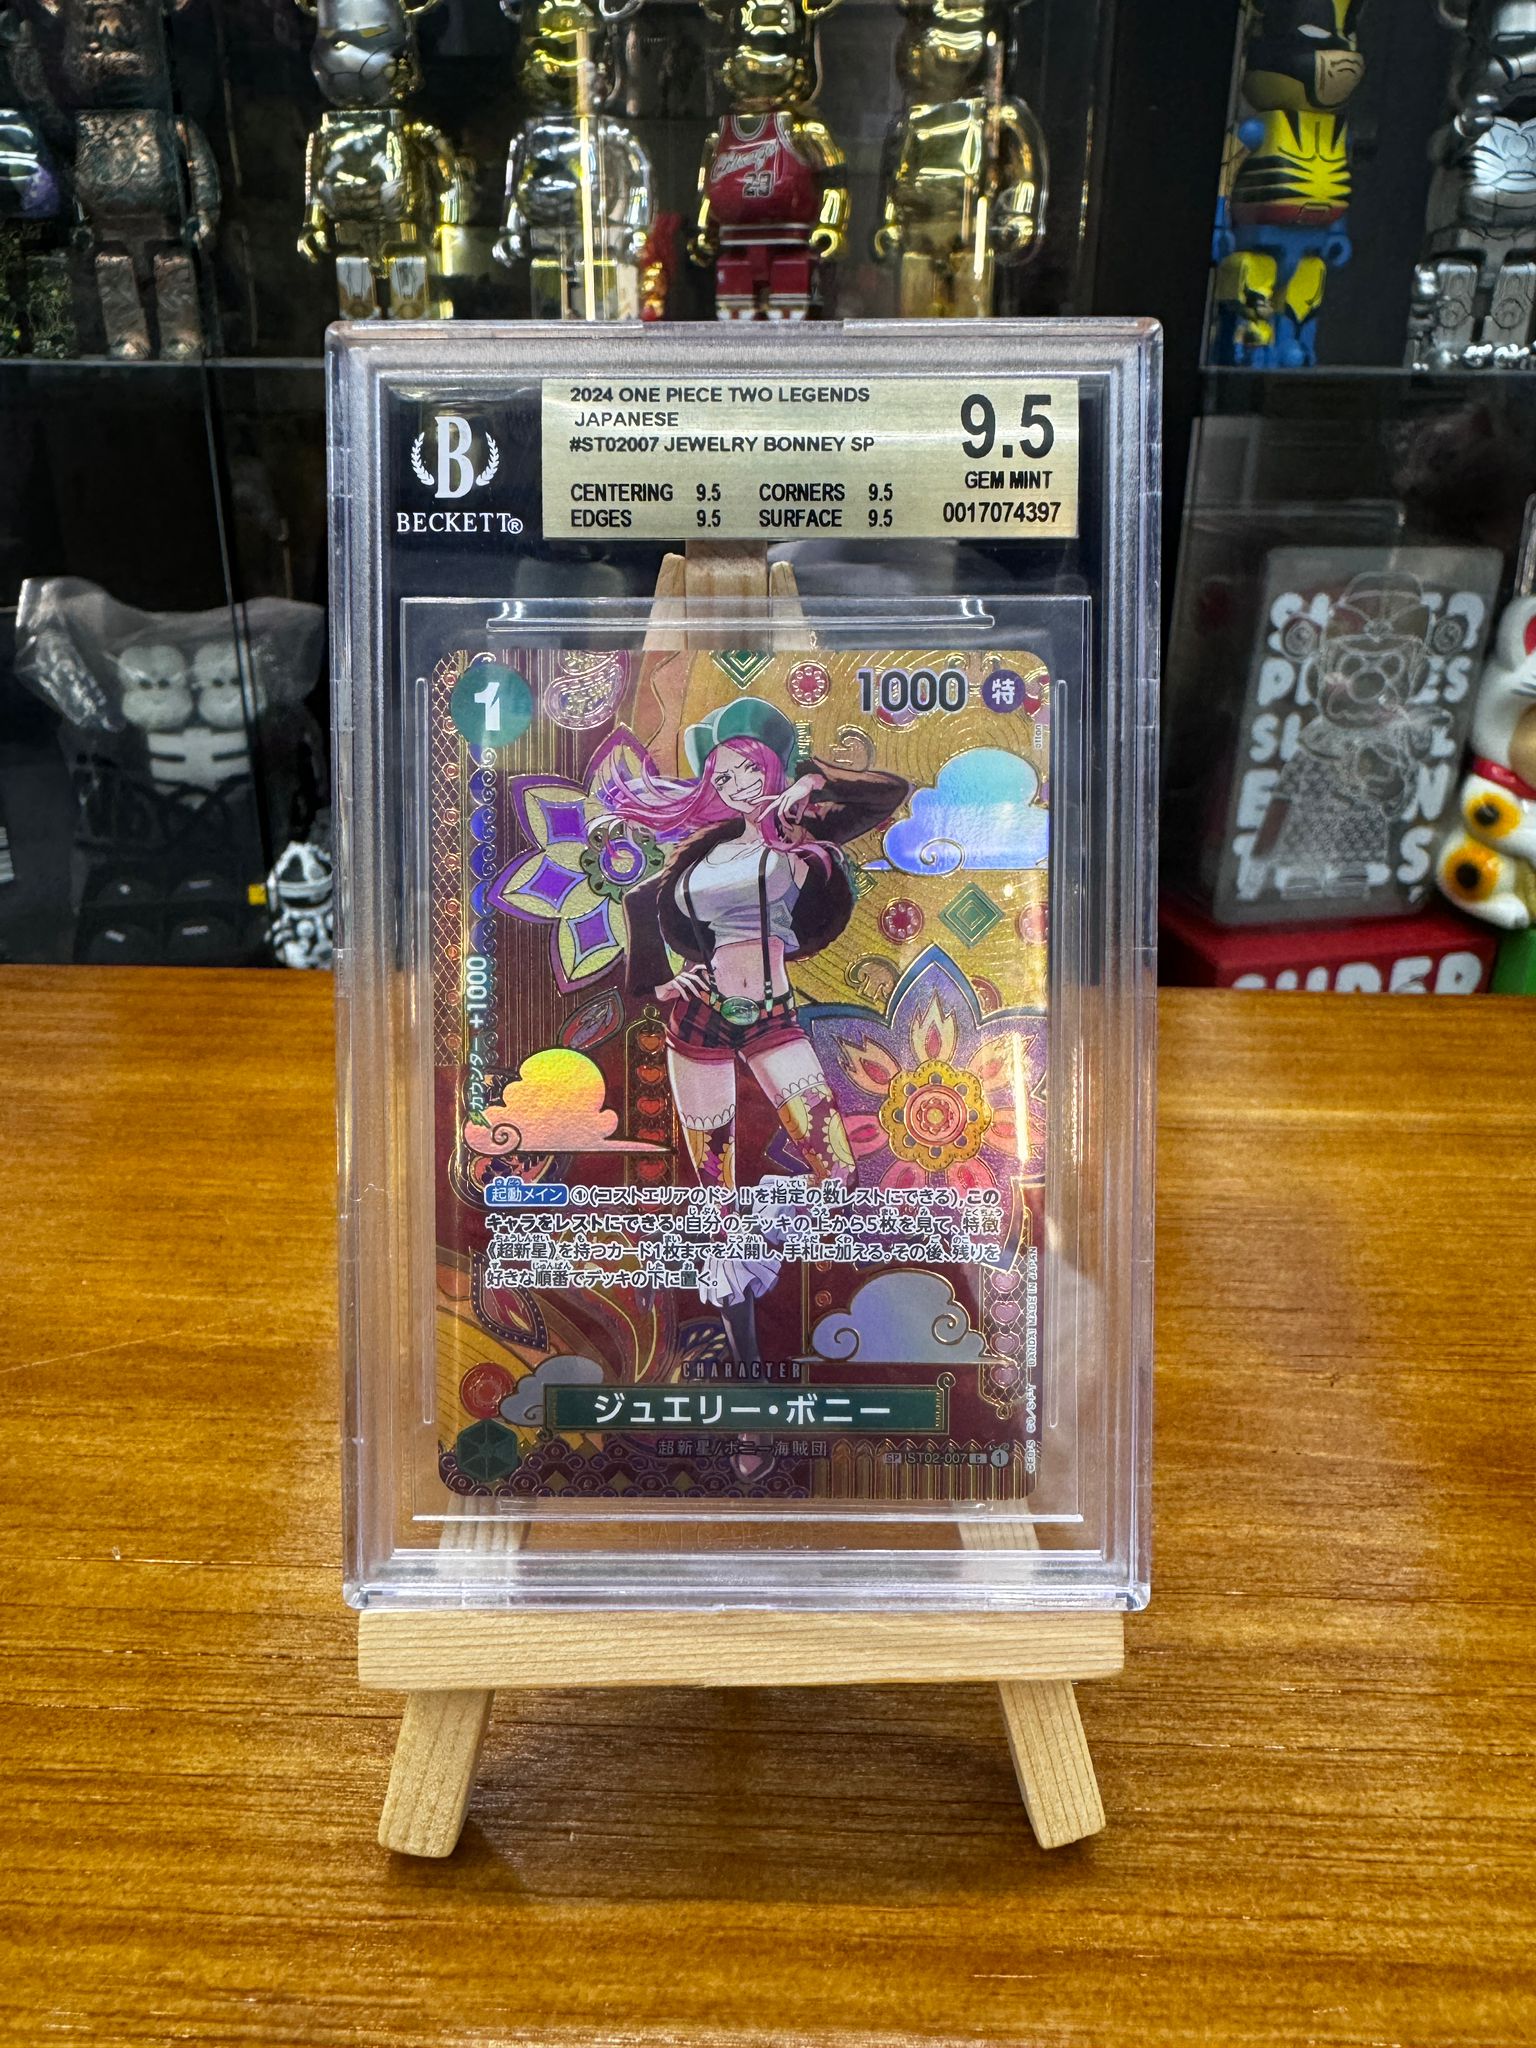 Chicago
23
B
BECKETT®
2024 ONE PIECE TWO LEGENDS
JAPANESE
#ST02007 JEWELRY BONNEY SP
CENTERING 9.5 CORNERS 9.5
EDGES 9.5 SURFACE 9.5
9.5
GEM MINT
0017074397
1
1000 特
カウンター +1000
起動メイン ①(コストエリアのドン!!を指定の数レストにできる),この
キャラをレストにできる:自分のデッキの上から5枚を見て、特徴
《超新星》を持つカード1枚までを公開し、手札に加える。その後、残りを
好きな順番でデッキの下に置く。
CHARACTER
ジュエリー・ボニー
超新星/ボニー海賊団
SP ST02-007 C 1
BANDAI MADE IN JAPAN
SUPER